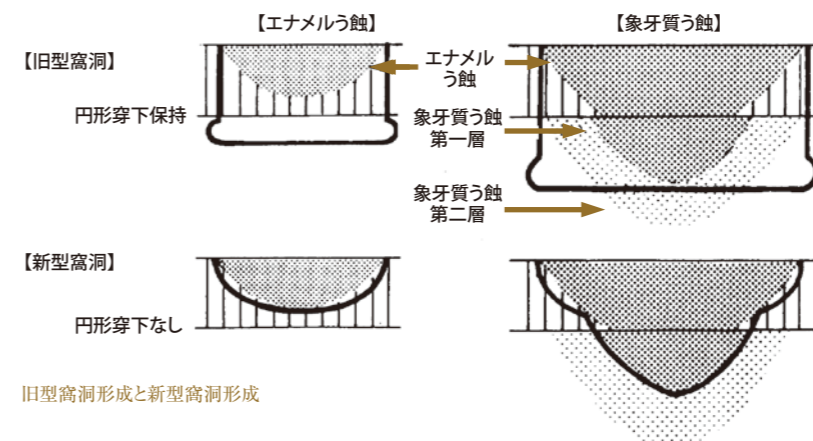 【エナメルう蝕】
【象牙質う蝕】
【旧型窩洞】
エナメル
う蝕
円形穿下保持
象牙質う蝕
第一層
象牙質う蝕
第二層
【新型窩洞】
円形穿下なし
旧型窩洞形成と新型窩洞形成